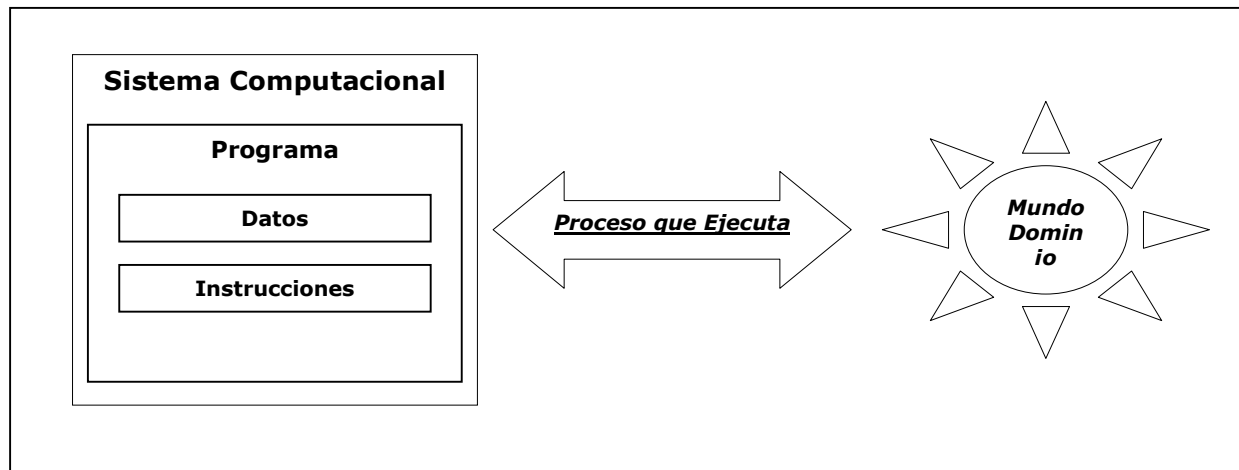 Sistema Computacional
Programa
Datos
Instrucciones
Proceso que Ejecuta
Mundo
Domin
io